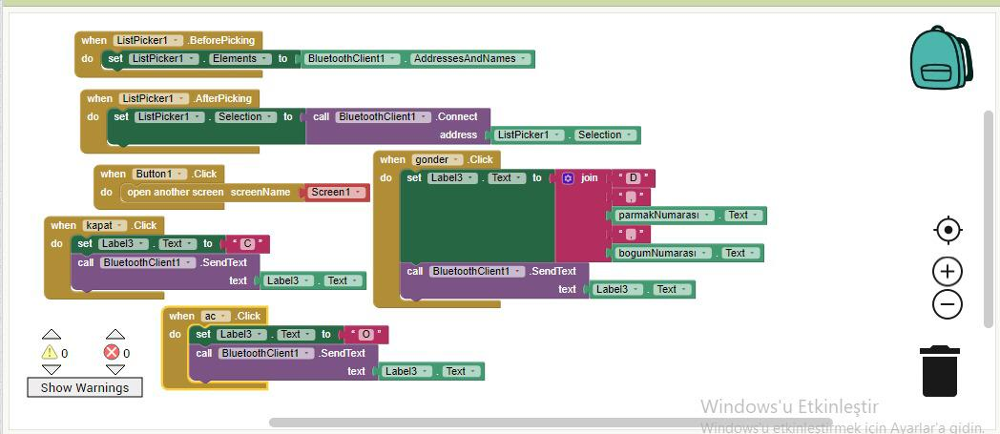 when ListPicker1 .BeforePicking
do set ListPicker1 . Elements to BluetoothClient1 . AddressesAndNames
when ListPicker1 .AfterPicking
do set ListPicker1 . Selection to call BluetoothClient1 .Connect
address ListPicker1 . Selection
when Button1 .Click
do open another screen screenName Screen1
when gonder .Click
do set Label3 . Text to join " D "
" , "
parmakNumarası . Text
" , "
bogumNumarası . Text
call BluetoothClient1 .SendText
text Label3 . Text
when kapat .Click
do set Label3 . Text to " C "
call BluetoothClient1 .SendText
text Label3 . Text
when ac .Click
do set Label3 . Text to " O "
call BluetoothClient1 .SendText
text Label3 . Text
0 0
Show Warnings
Windows'u Etkinleştir
Windows'u etkinleştirmek için Ayarlar'a gidin.